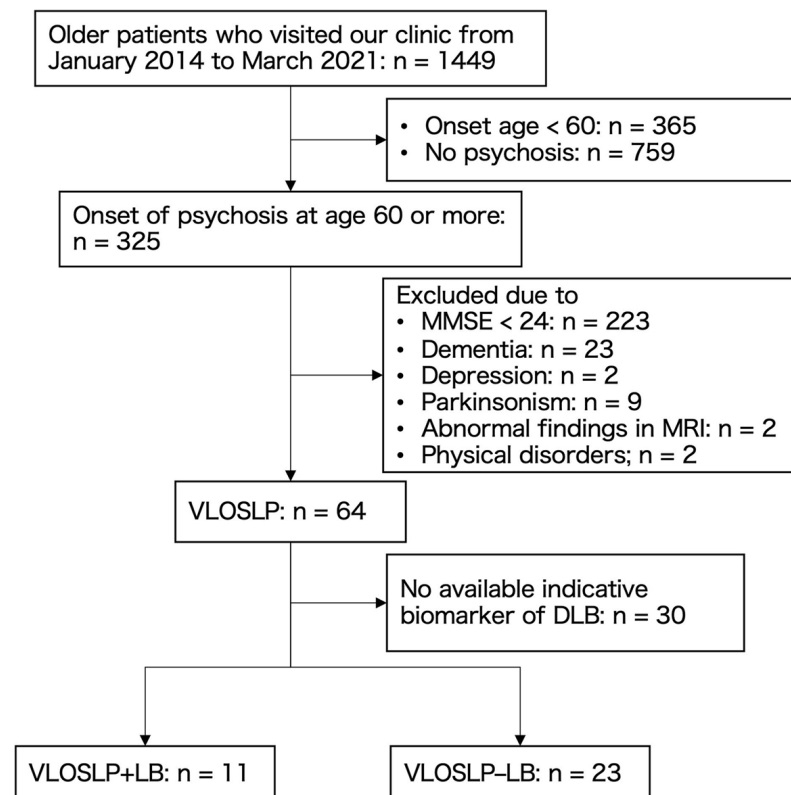 Older patients who visited our clinic from
January 2014 to March 2021: n = 1449
• Onset age < 60: n = 365
• No psychosis: n = 759
Onset of psychosis at age 60 or more:
n = 325
Excluded due to
• MMSE < 24: n = 223
• Dementia: n = 23
• Depression: n = 2
• Parkinsonism: n = 9
• Abnormal findings in MRI: n = 2
• Physical disorders; n = 2
VLOSLP: n = 64
No available indicative
biomarker of DLB: n = 30
VLOSLP+LB: n = 11
VLOSLP–LB: n = 23